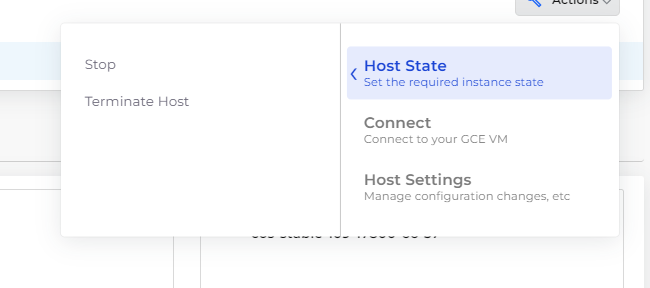 Actions
Stop
Terminate Host
Host State
Set the required instance state
Connect
Connect to your GCE VM
Host Settings
Manage configuration changes, etc